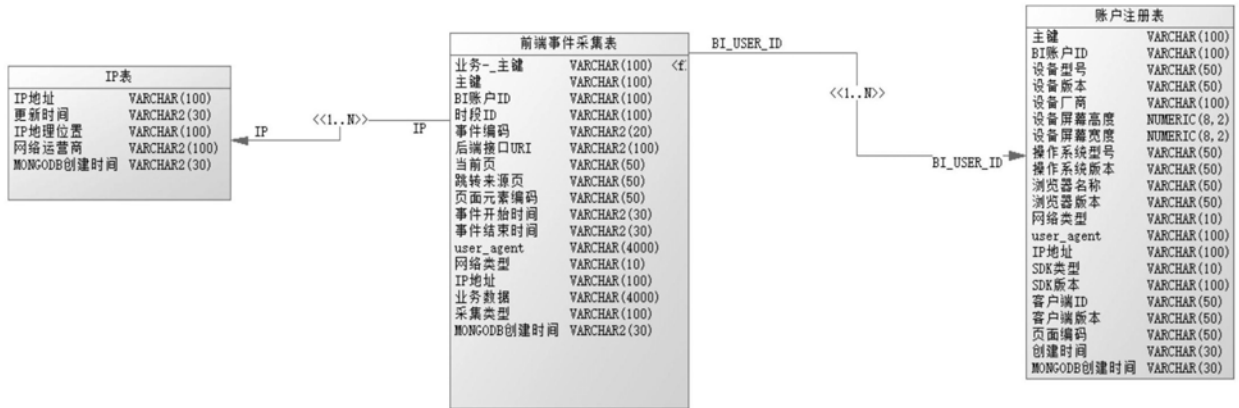 IP表
IP地址 VARCHAR(100)
更新时间 VARCHAR2(30)
IP地理位置 VARCHAR(100)
网络运营商 VARCHAR2(100)
MONGODB创建时间 VARCHAR2(30)
IP
<<1..N>>
IP
前端事件采集表
业务-_主键 VARCHAR(100) <f
主键 VARCHAR(100)
BI账户ID VARCHAR(100)
时段ID VARCHAR(100)
事件编码 VARCHAR2(20)
后端接口URI VARCHAR2(100)
当前页 VARCHAR(50)
跳转来源页 VARCHAR(50)
页面元素编码 VARCHAR(50)
事件开始时间 VARCHAR2(30)
事件结束时间 VARCHAR2(30)
user_agent VARCHAR(4000)
网络类型 VARCHAR(10)
IP地址 VARCHAR(100)
业务数据 VARCHAR(4000)
采集类型 VARCHAR(100)
MONGODB创建时间 VARCHAR2(30)
BI_USER_ID
<<1..N>>
BI_USER_ID
账户注册表
主键 VARCHAR(100)
BI账户ID VARCHAR(100)
设备型号 VARCHAR(50)
设备版本 VARCHAR(50)
设备厂商 VARCHAR(100)
设备屏幕高度 NUMERIC(8,2)
设备屏幕宽度 NUMERIC(8,2)
操作系统型号 VARCHAR(50)
操作系统版本 VARCHAR(50)
浏览器名称 VARCHAR(50)
浏览器版本 VARCHAR(50)
网络类型 VARCHAR(10)
user_agent VARCHAR(100)
IP地址 VARCHAR(100)
SDK类型 VARCHAR(10)
SDK版本 VARCHAR(100)
客户端ID VARCHAR(50)
客户端版本 VARCHAR(50)
页面编码 VARCHAR(50)
创建时间 VARCHAR(30)
MONGODB创建时间 VARCHAR(30)